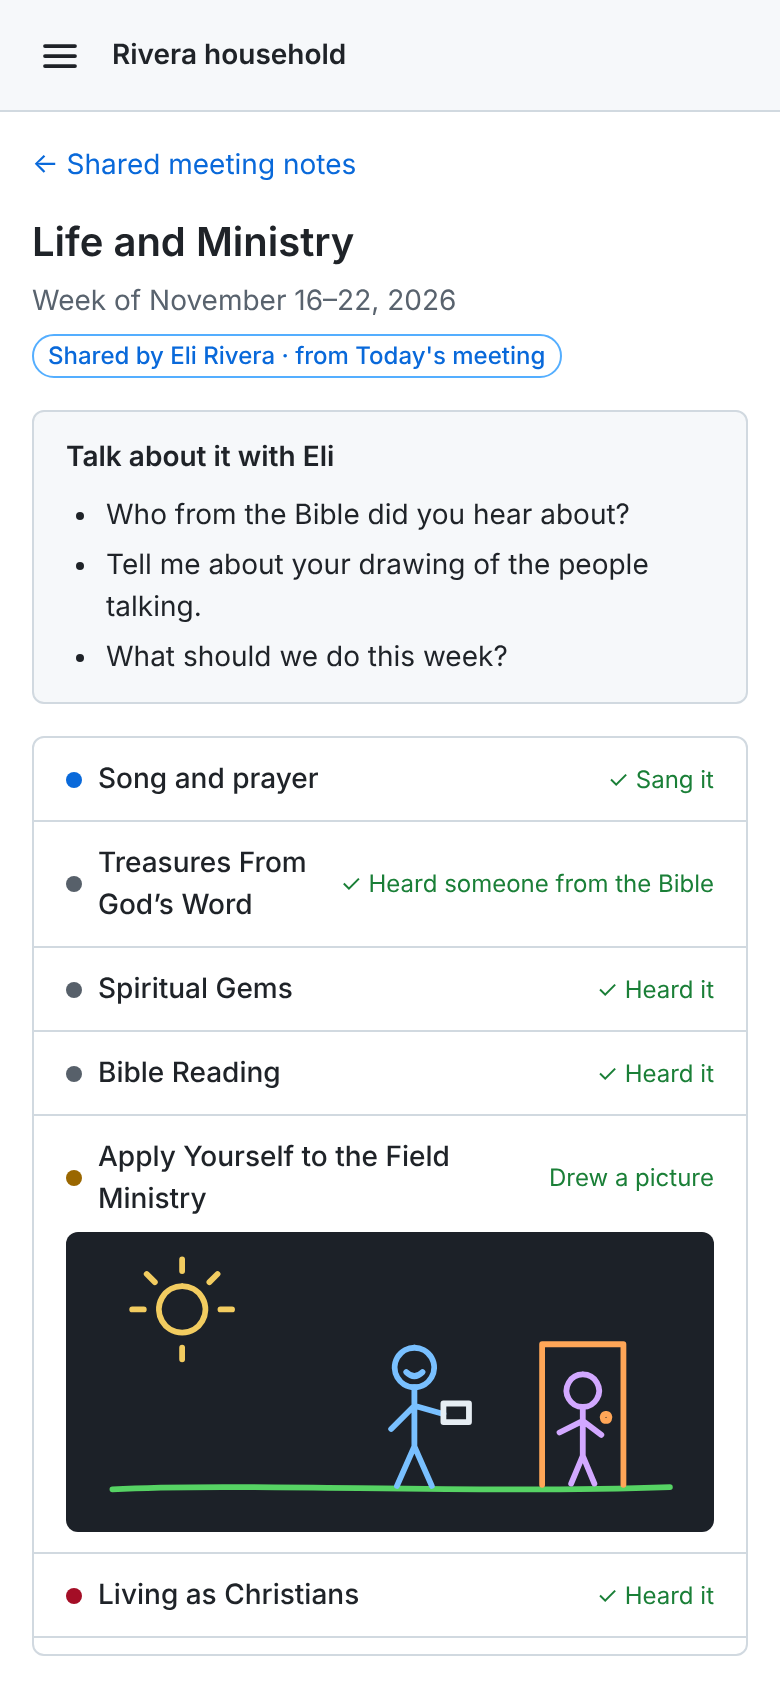 Rivera household
← Shared meeting notes
Life and Ministry
Week of November 16–22, 2026
Shared by Eli Rivera · from Today's meeting
Talk about it with Eli
• Who from the Bible did you hear about?
• Tell me about your drawing of the people
talking.
• What should we do this week?
Song and prayer ✓ Sang it
Treasures From
God’s Word ✓ Heard someone from the Bible
Spiritual Gems ✓ Heard it
Bible Reading ✓ Heard it
Apply Yourself to the Field
Ministry Drew a picture
Living as Christians ✓ Heard it